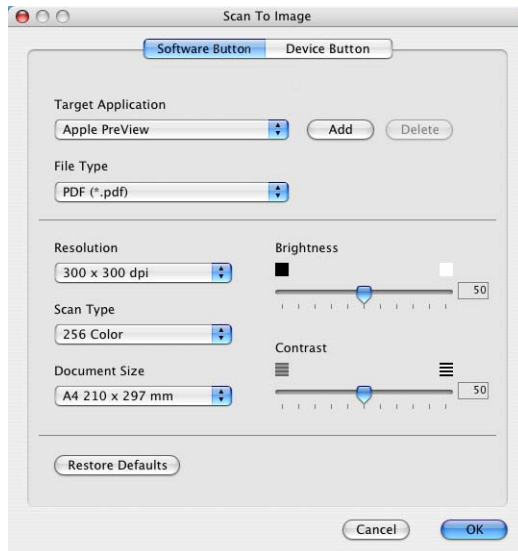 Scan To Image
Software Button Device Button
Target Application
Apple PreView Add Delete
File Type
PDF (*.pdf)
Resolution Brightness
300 x 300 dpi 50
Scan Type
256 Color
Contrast
Document Size
A4 210 x 297 mm 50
Restore Defaults
Cancel OK